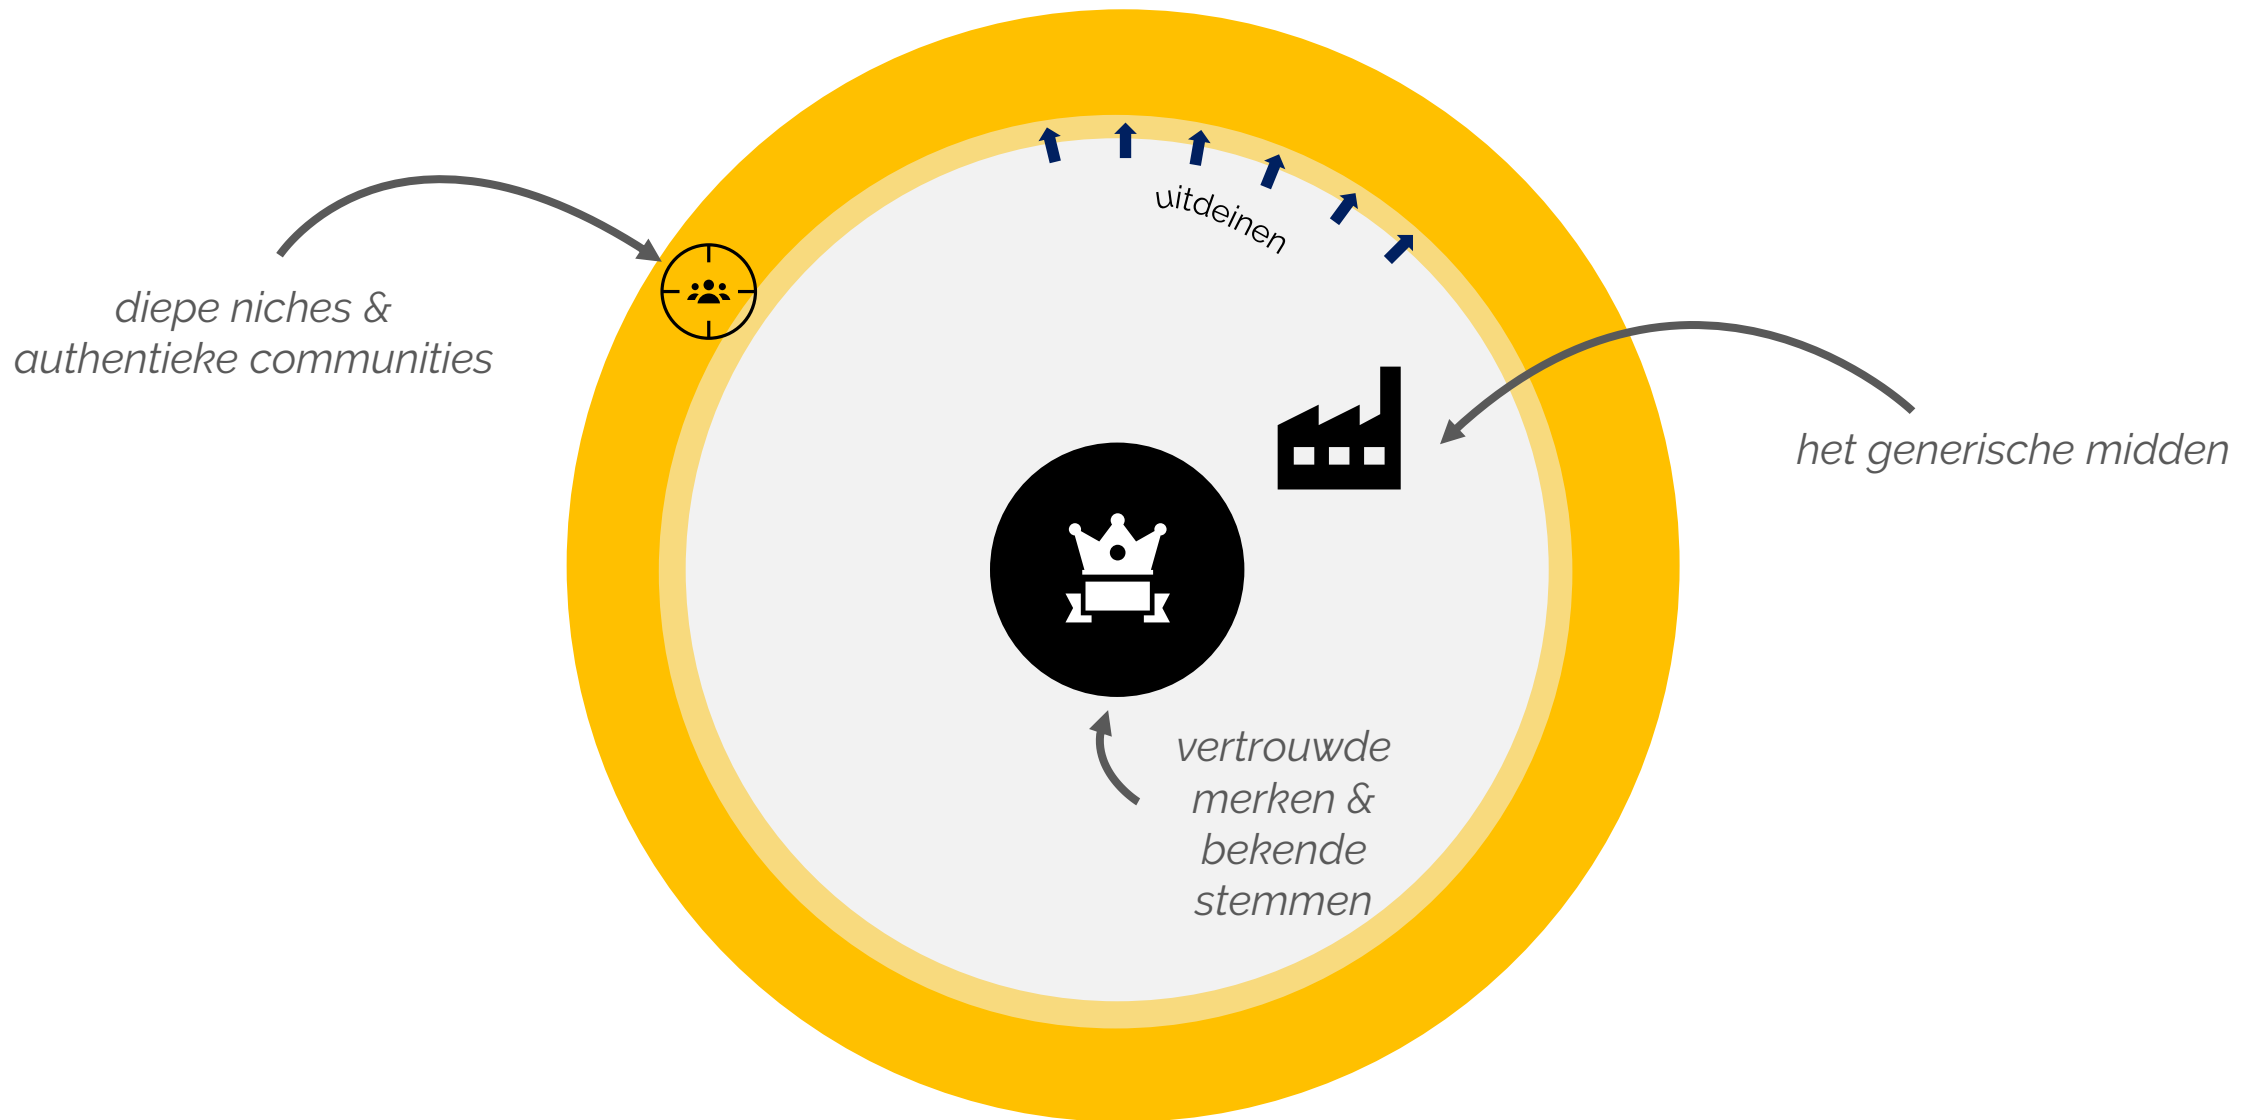 uitdeinen
diepe niches &
authentieke communities
het generische midden
vertrouwde
merken &
bekende
stemmen